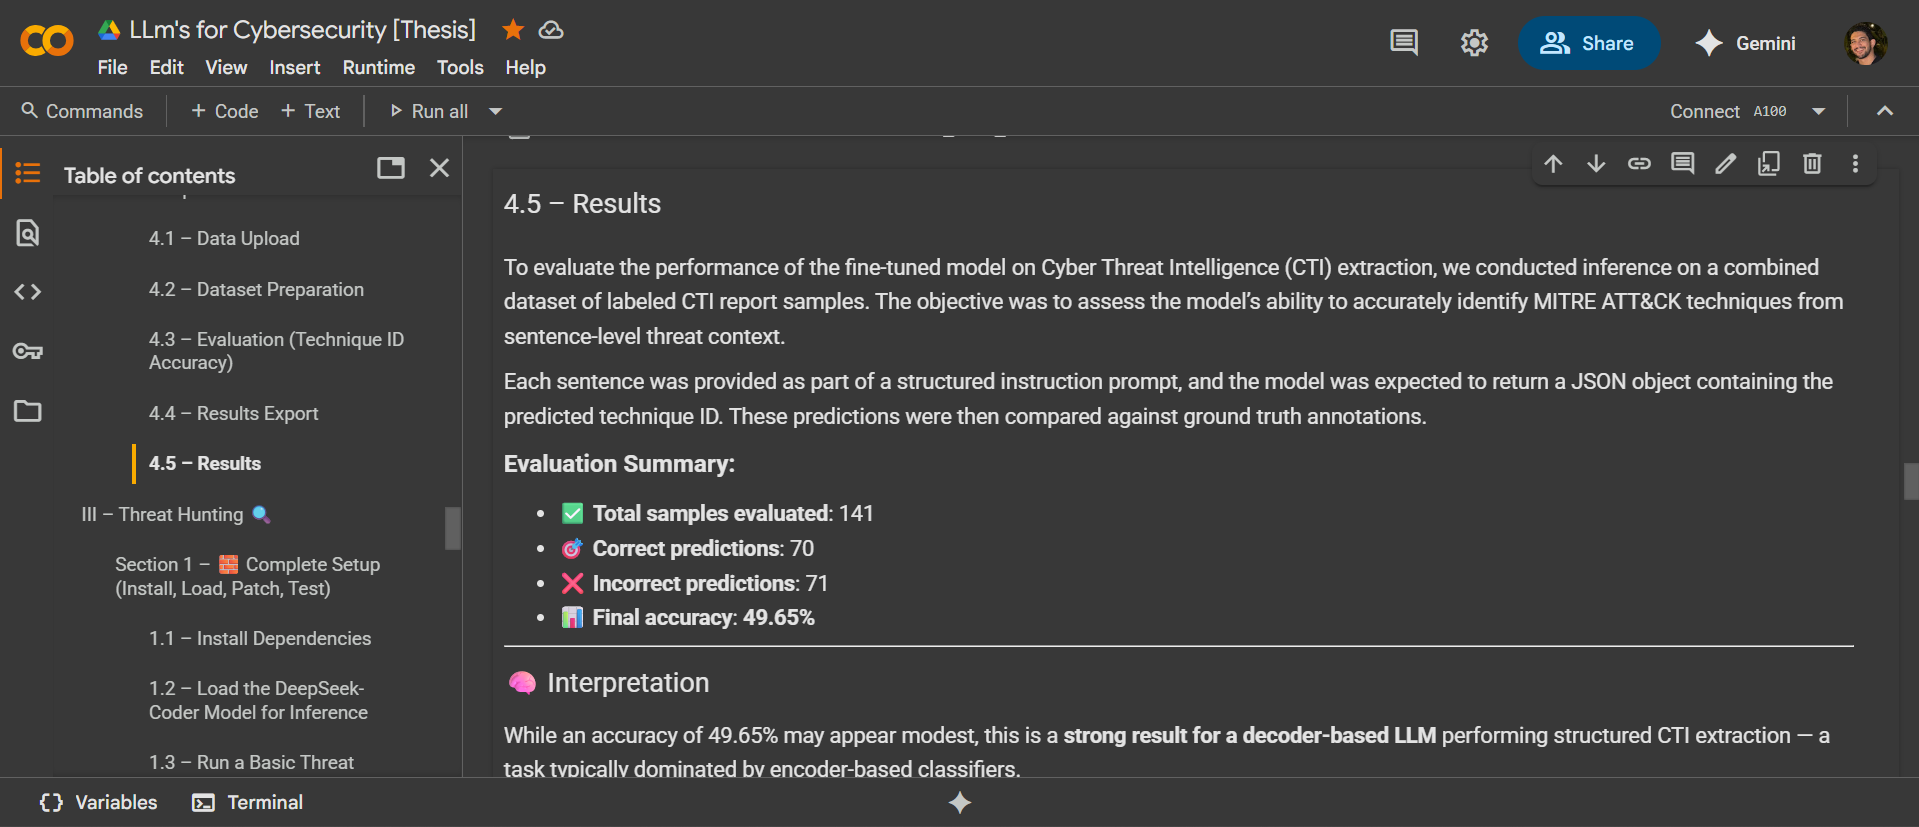 LLm's for Cybersecurity [Thesis]
File Edit View Insert Runtime Tools Help
Share
Gemini
Commands
+ Code + Text
Run all
Connect A100
Table of contents
4.1 – Data Upload
4.2 – Dataset Preparation
4.3 – Evaluation (Technique ID
Accuracy)
4.4 – Results Export
4.5 – Results
III – Threat Hunting 🔍
Section 1 – 🧱 Complete Setup
(Install, Load, Patch, Test)
1.1 – Install Dependencies
1.2 – Load the DeepSeek-
Coder Model for Inference
1.3 – Run a Basic Threat
4.5 – Results
To evaluate the performance of the fine-tuned model on Cyber Threat Intelligence (CTI) extraction, we conducted inference on a combined
dataset of labeled CTI report samples. The objective was to assess the model’s ability to accurately identify MITRE ATT&CK techniques from
sentence-level threat context.
Each sentence was provided as part of a structured instruction prompt, and the model was expected to return a JSON object containing the
predicted technique ID. These predictions were then compared against ground truth annotations.
Evaluation Summary:
• ✅ Total samples evaluated: 141
• 🎯 Correct predictions: 70
• ❌ Incorrect predictions: 71
• 📊 Final accuracy: 49.65%
🧠 Interpretation
While an accuracy of 49.65% may appear modest, this is a strong result for a decoder-based LLM performing structured CTI extraction — a
task typically dominated by encoder-based classifiers.
Variables
Terminal